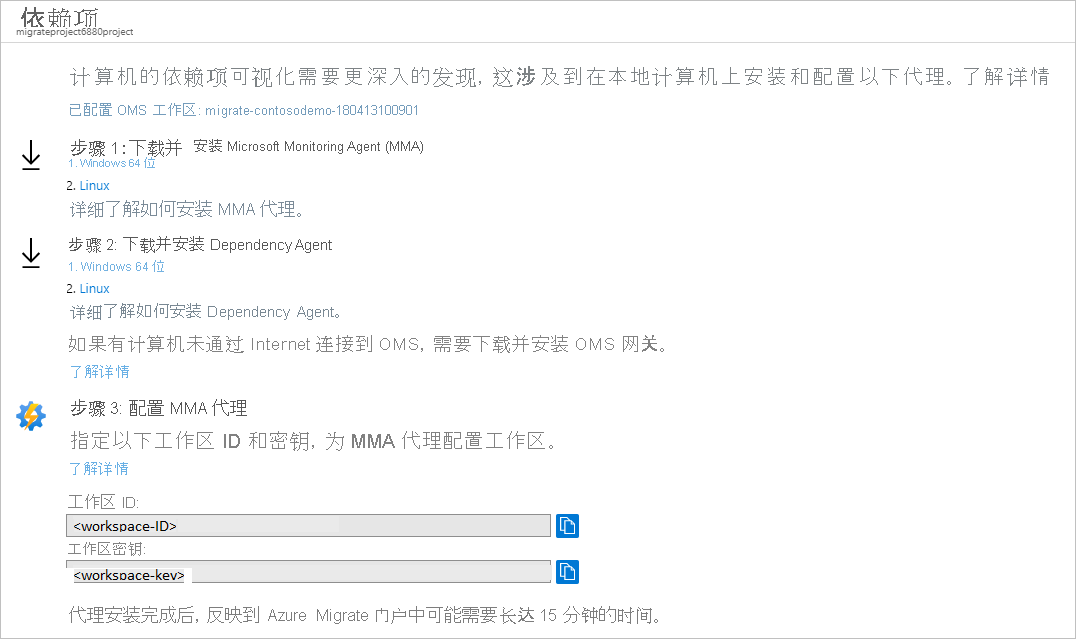 依赖项
migrateproject6880project
计算机的依赖项可视化需要更深入的发现, 这涉及到在本地计算机上安装和配置以下代理。了解详情
已配置 OMS 工作区: migrate-contosodemo-180413100901
步骤 1: 下载并 安装 Microsoft Monitoring Agent (MMA)
1. Windows 64 位
2. Linux
详细了解如何安装 MMA 代理。
步骤 2: 下载并安装 Dependency Agent
1. Windows 64 位
2. Linux
详细了解如何安装 Dependency Agent。
如果有计算机未通过 Internet 连接到 OMS, 需要下载并安装 OMS 网关。
了解详情
步骤 3: 配置 MMA 代理
指定以下工作区 ID 和密钥, 为 MMA 代理配置工作区。
了解详情
工作区 ID:
<workspace-ID>
工作区密钥:
<workspace-key>
代理安装完成后, 反映到 Azure Migrate 门户中可能需要长达 15 分钟的时间。